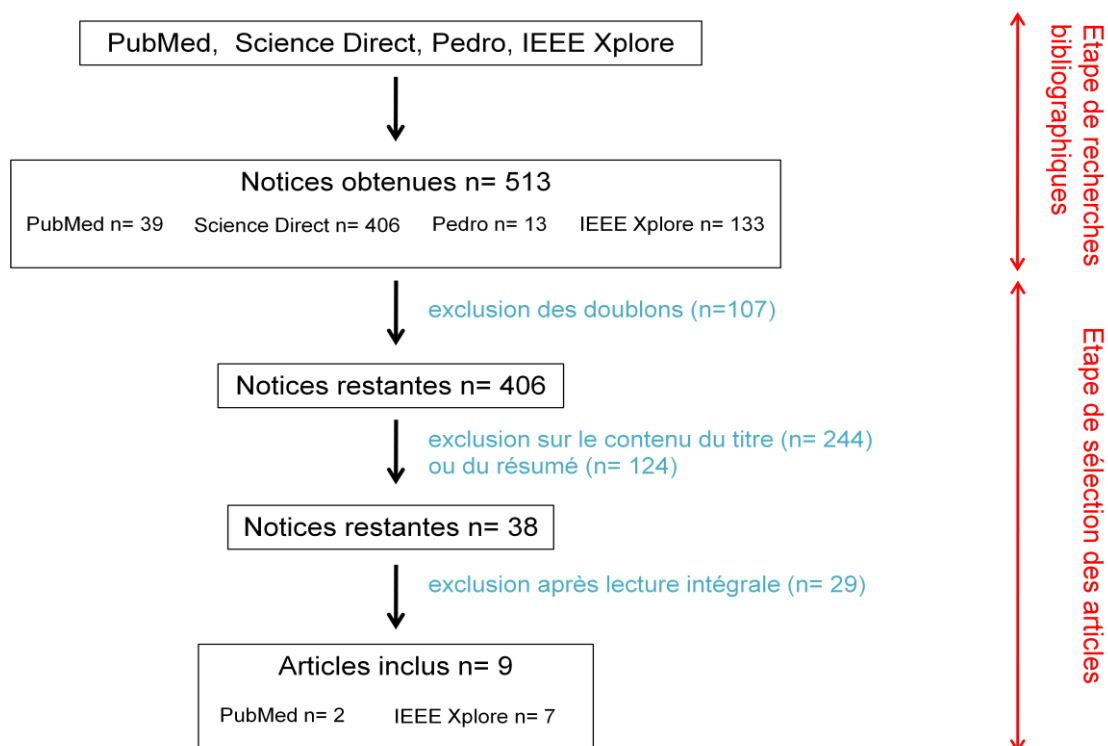 PubMed, Science Direct, Pedro, IEEE Xplore
Notices obtenues n= 513
PubMed n= 39 Science Direct n= 406 Pedro n= 13 IEEE Xplore n= 133
exclusion des doublons (n=107)
Notices restantes n= 406
exclusion sur le contenu du titre (n= 244)
ou du résumé (n= 124)
Notices restantes n= 38
exclusion après lecture intégrale (n= 29)
Articles inclus n= 9
PubMed n= 2 IEEE Xplore n= 7
Etape de recherches
bibliographiques
Etape de sélection des articles